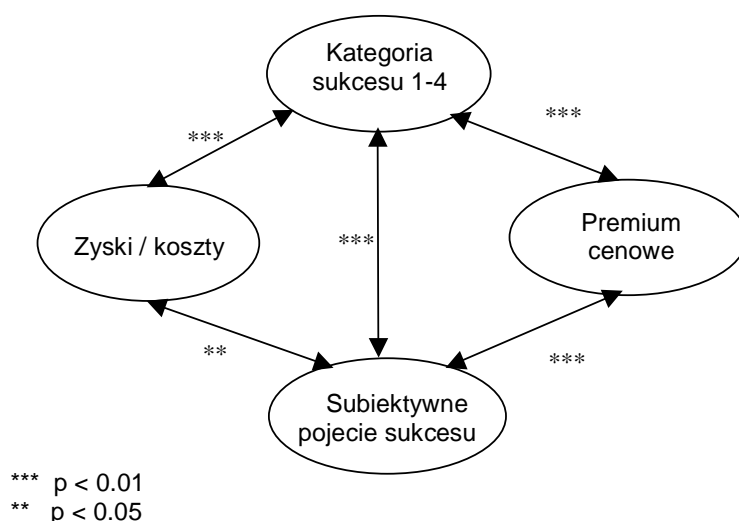 Kategoria
sukcesu 1-4
***
***
Zyski / koszty
***
Premium
cenowe
**
***
Subiektywne
pojecie sukcesu
*** p < 0.01
** p < 0.05